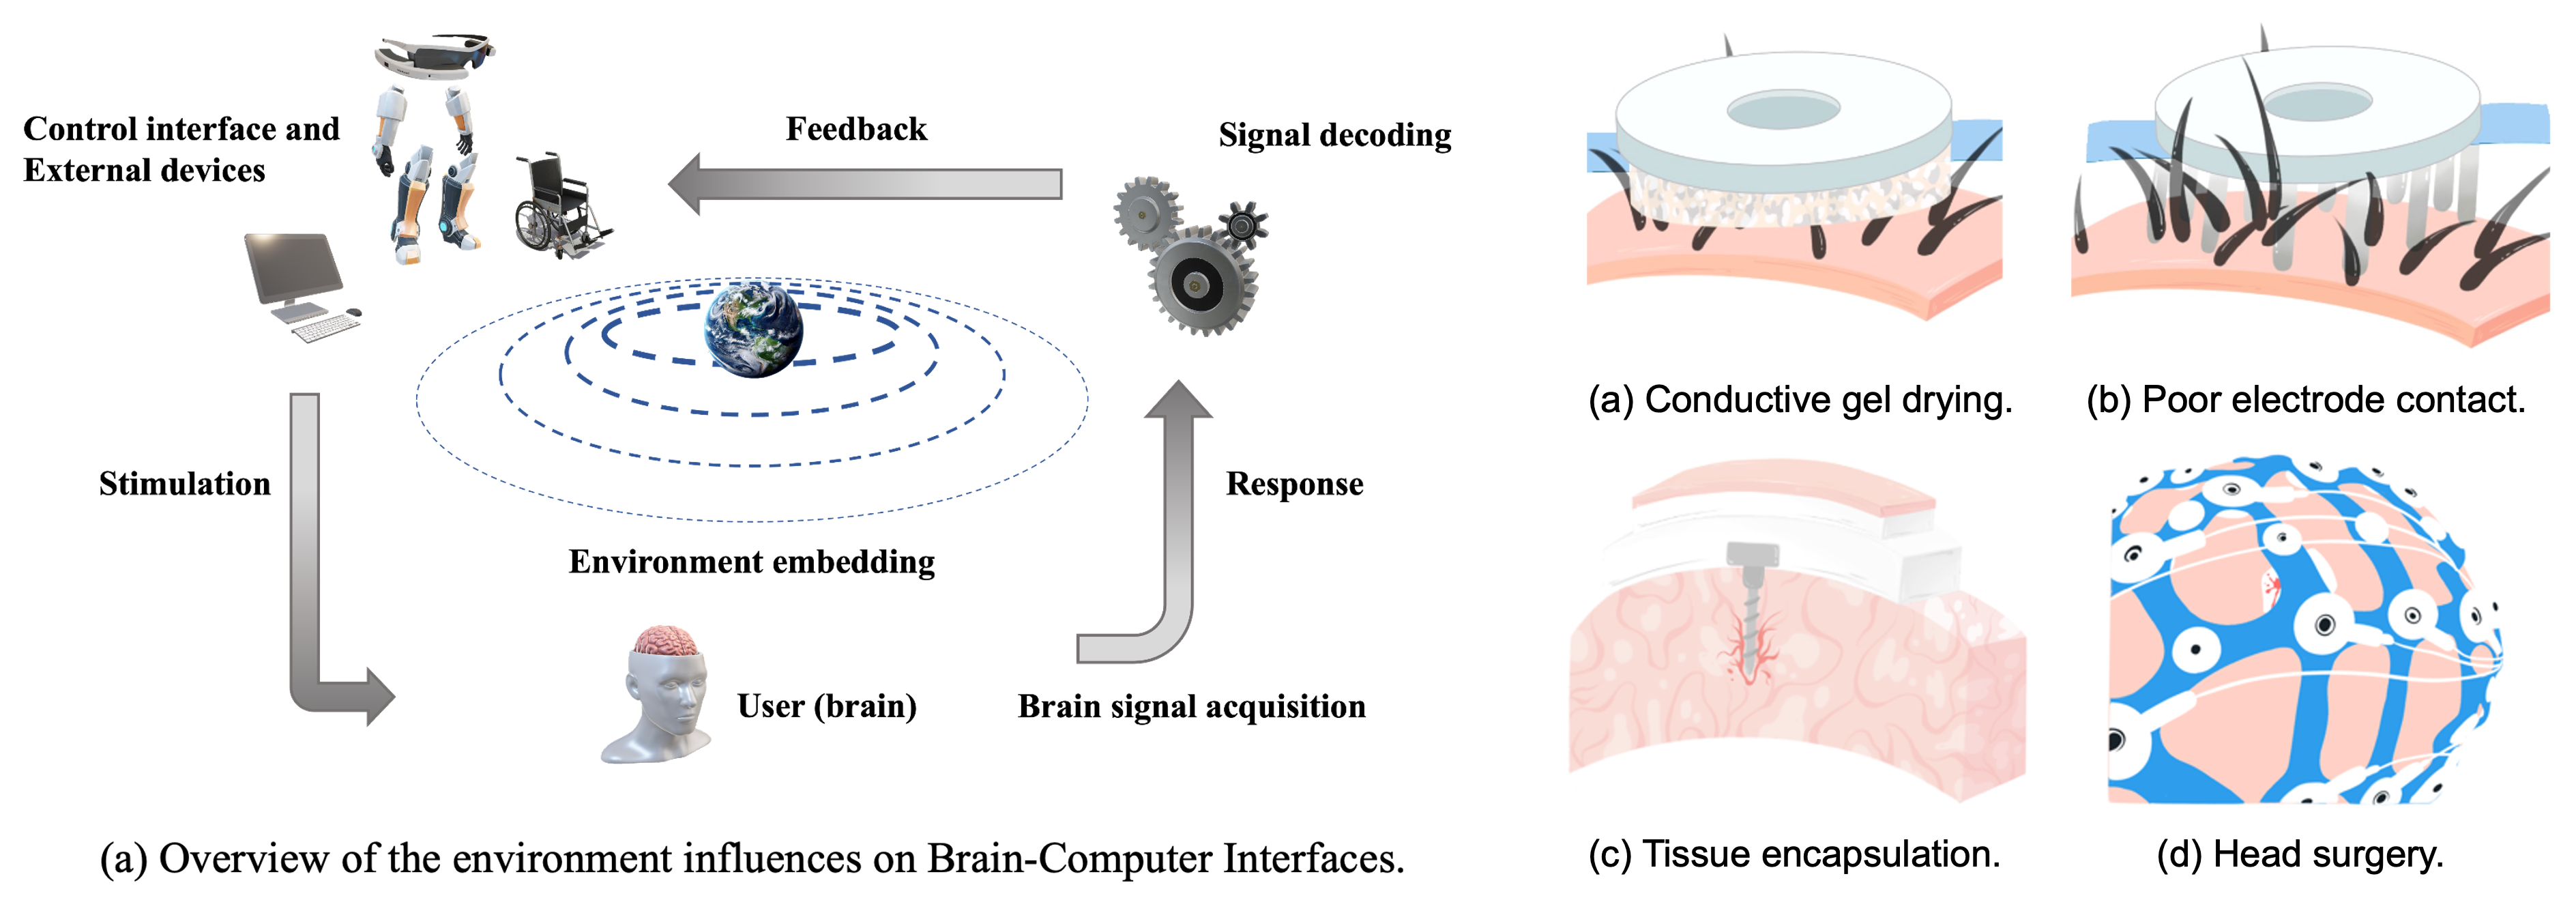 Control interface and
External devices
Feedback
Signal decoding
Stimulation
Response
Environment embedding
User (brain)
Brain signal acquisition
(a) Overview of the environment influences on Brain-Computer Interfaces.
(a) Conductive gel drying.
(b) Poor electrode contact.
(c) Tissue encapsulation.
(d) Head surgery.